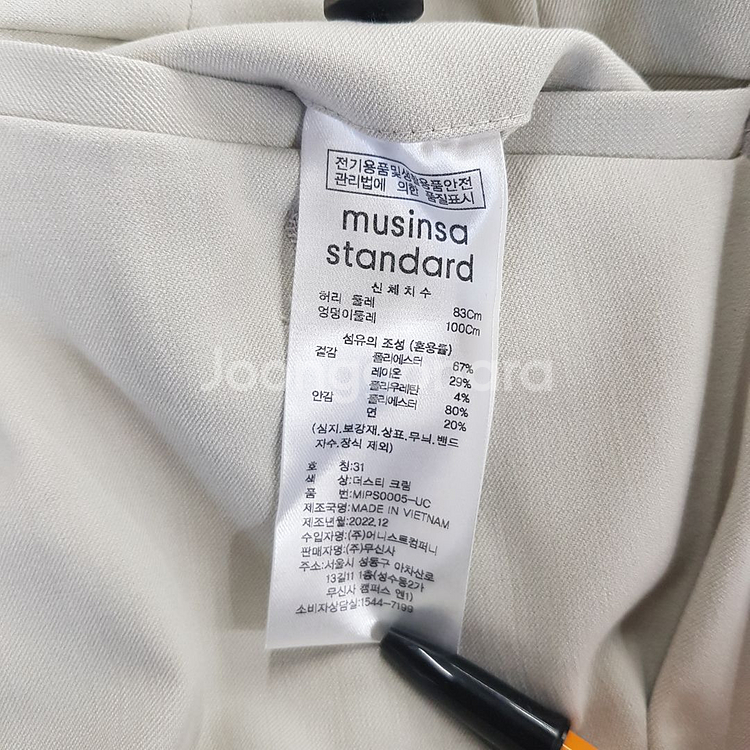 전기용품및생활용품안전
관리법에 의한 품질표시
musinsa
standard
신체치수
허리 둘레 83Cm
엉덩이둘레 100Cm
섬유의 조성 (혼용률)
겉감 폴리에스터 67%
레이온 29%
폴리우레탄 4%
안감 폴리에스터 80%
면 20%
(심지.보강재.상표.무늬.밴드
자수.장식 제외)
호 칭:31
색 상:더스티 크림
품 번:MIPS0005-UC
제조국명:MADE IN VIETNAM
제조년월:2022.12
수입자명:(주)어니스트컴퍼니
판매자명:(주)무신사
주소:서울시 성동구 아차산로
13길11 1층(성수동2가
무신사 캠퍼스 엔1)
소비자상담실:1544-7199